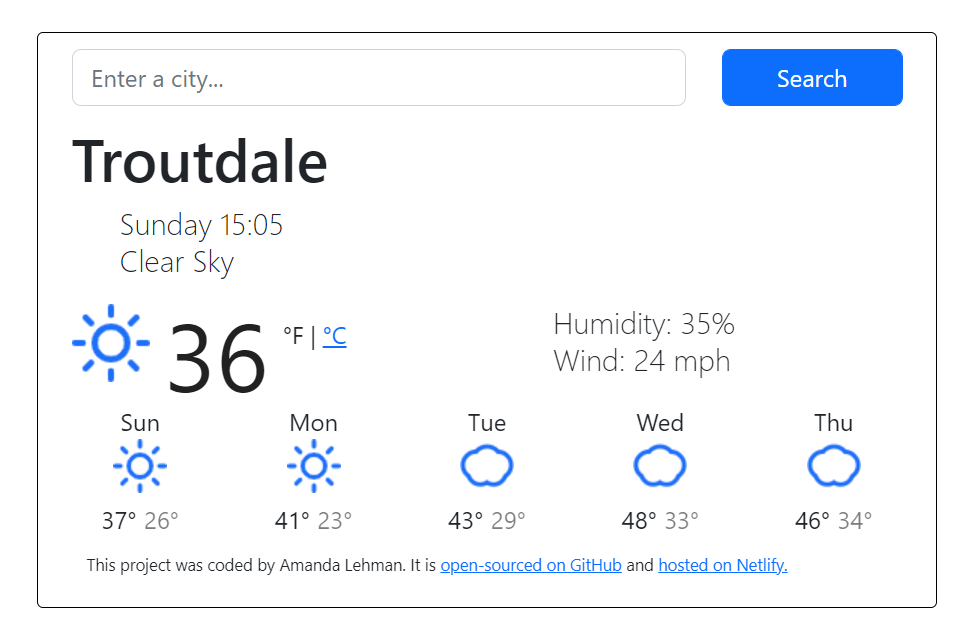 Enter a city...
Search
Troutdale
Sunday 15:05
Clear Sky
36 °F | °C
Humidity: 35%
Wind: 24 mph
Sun Mon Tue Wed Thu
37° 26° 41° 23° 43° 29° 48° 33° 46° 34°
This project was coded by Amanda Lehman. It is open-sourced on GitHub and hosted on Netlify.